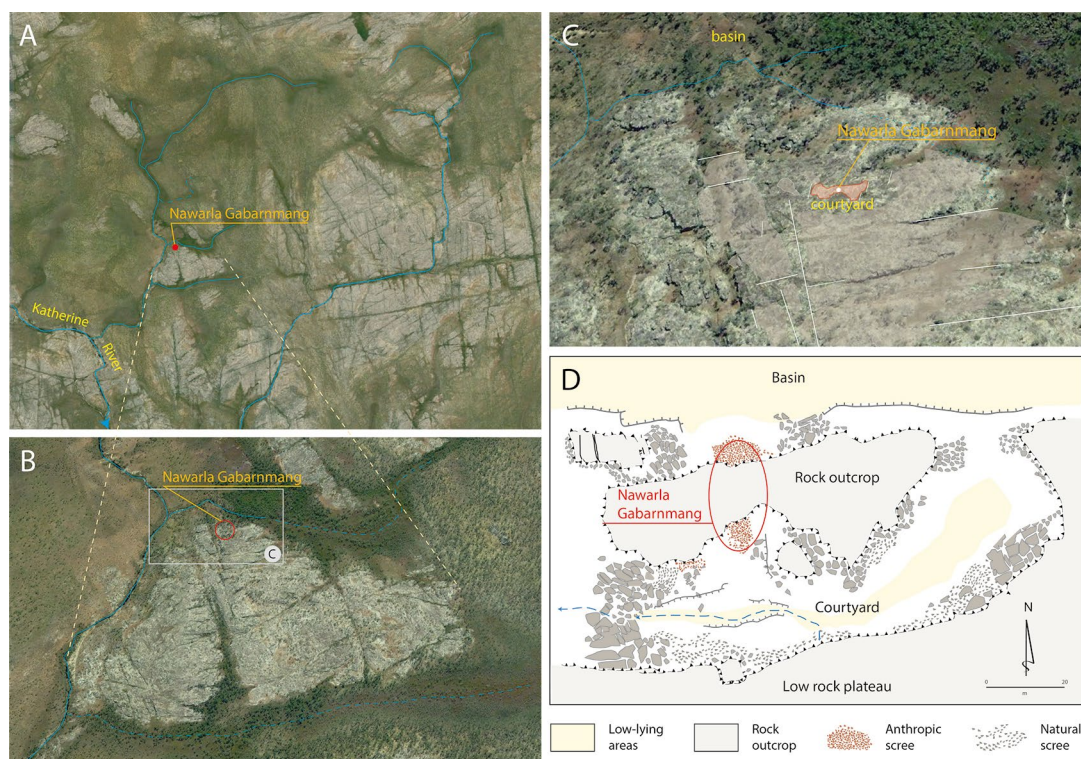 A
Nawarla Gabarnmang
Katherine
River
B
Nawarla Gabarnmang
C
C
basin
Nawarla Gabarnmang
courtyard
D
Basin
Nawarla
Gabarnmang
Rock outcrop
Courtyard
N
Low rock plateau
0
20
m
Low-lying
areas
Rock
outcrop
Anthropic
scree
Natural
scree